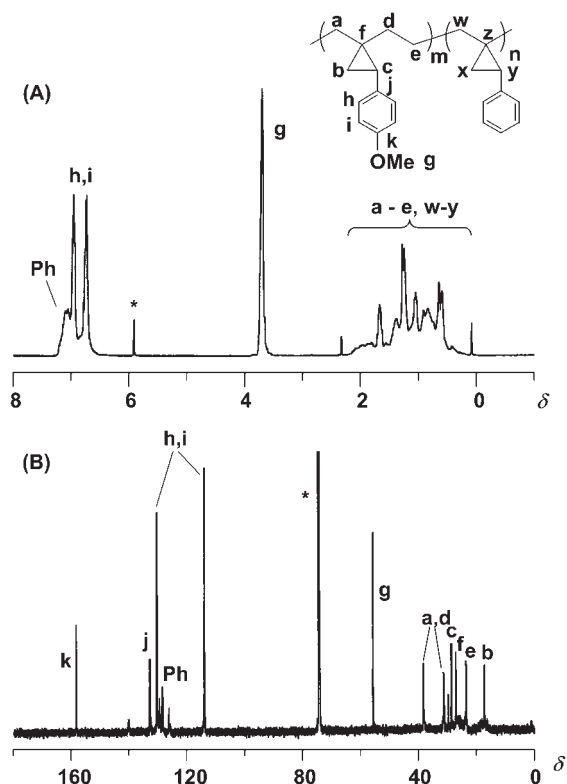 a d w
f z
b c e m x y n
h j
i
k
OMe g
(A)
g
h,i
a - e, w-y
Ph
*
8 6 4 2 0 δ
(B)
h,i
*
g
k
j
Ph
a,d
c
f
e
b
160 120 80 40 0 δ